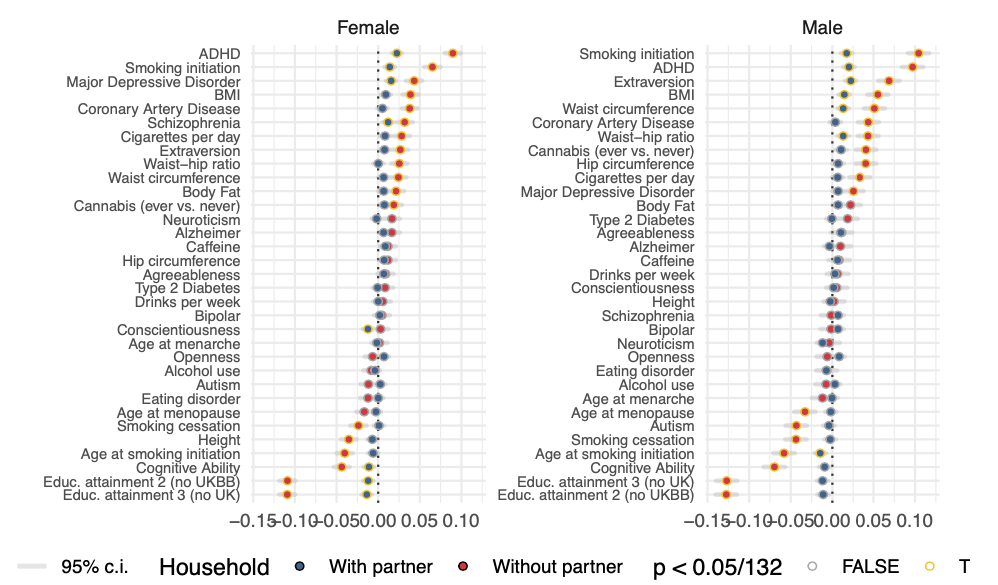 Female
ADHD
Smoking initiation
Major Depressive Disorder
BMI
Coronary Artery Disease
Schizophrenia
Cigarettes per day
Extraversion
Waist−hip ratio
Waist circumference
Body Fat
Cannabis (ever vs. never)
Neuroticism
Alzheimer
Caffeine
Hip circumference
Agreeableness
Type 2 Diabetes
Drinks per week
Bipolar
Conscientiousness
Age at menarche
Openness
Alcohol use
Autism
Eating disorder
Age at menopause
Smoking cessation
Height
Age at smoking initiation
Cognitive Ability
Educ. attainment 2 (no UKBB)
Educ. attainment 3 (no UK)
−0.15−0.10−0.050.00 0.05 0.10
Male
Smoking initiation
ADHD
Extraversion
BMI
Waist circumference
Coronary Artery Disease
Waist−hip ratio
Cannabis (ever vs. never)
Hip circumference
Cigarettes per day
Major Depressive Disorder
Body Fat
Type 2 Diabetes
Agreeableness
Alzheimer
Caffeine
Drinks per week
Conscientiousness
Height
Schizophrenia
Bipolar
Neuroticism
Openness
Eating disorder
Alcohol use
Age at menarche
Age at menopause
Autism
Smoking cessation
Age at smoking initiation
Cognitive Ability
Educ. attainment 3 (no UK)
Educ. attainment 2 (no UKBB)
−0.15−0.10−0.050.00 0.05 0.10
95% c.i. Household With partner Without partner p < 0.05/132 FALSE T